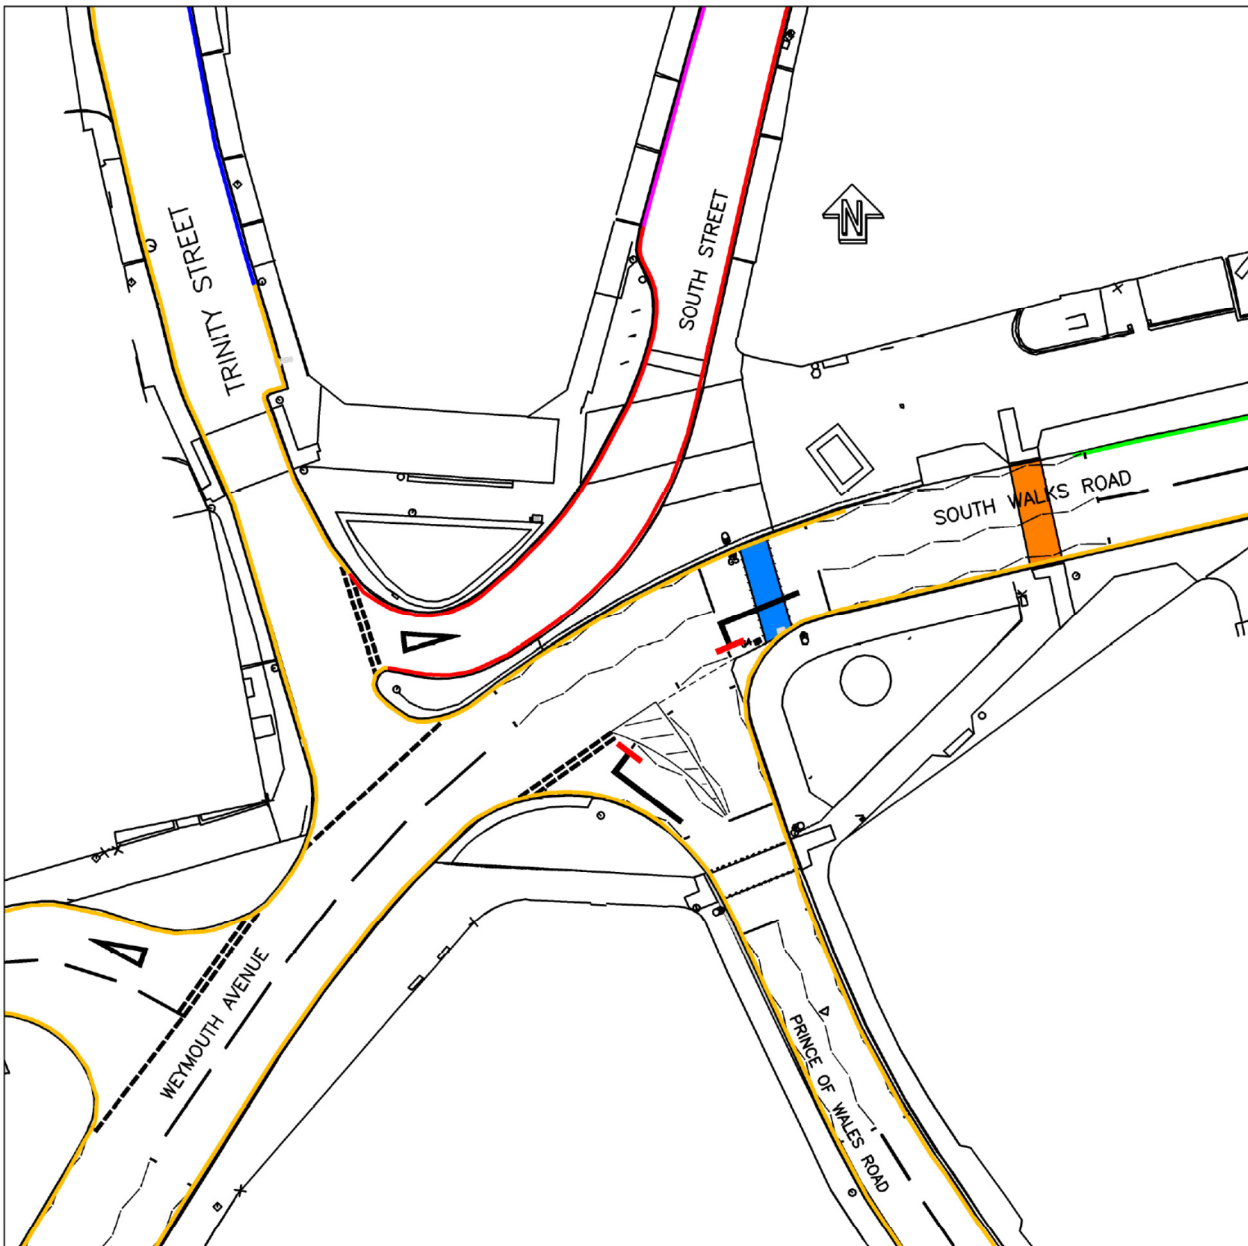 TRINITY STREET
SOUTH STREET
N
SOUTH WALKS ROAD
WEYMOUTH AVENUE
PRINCE OF WALES ROAD